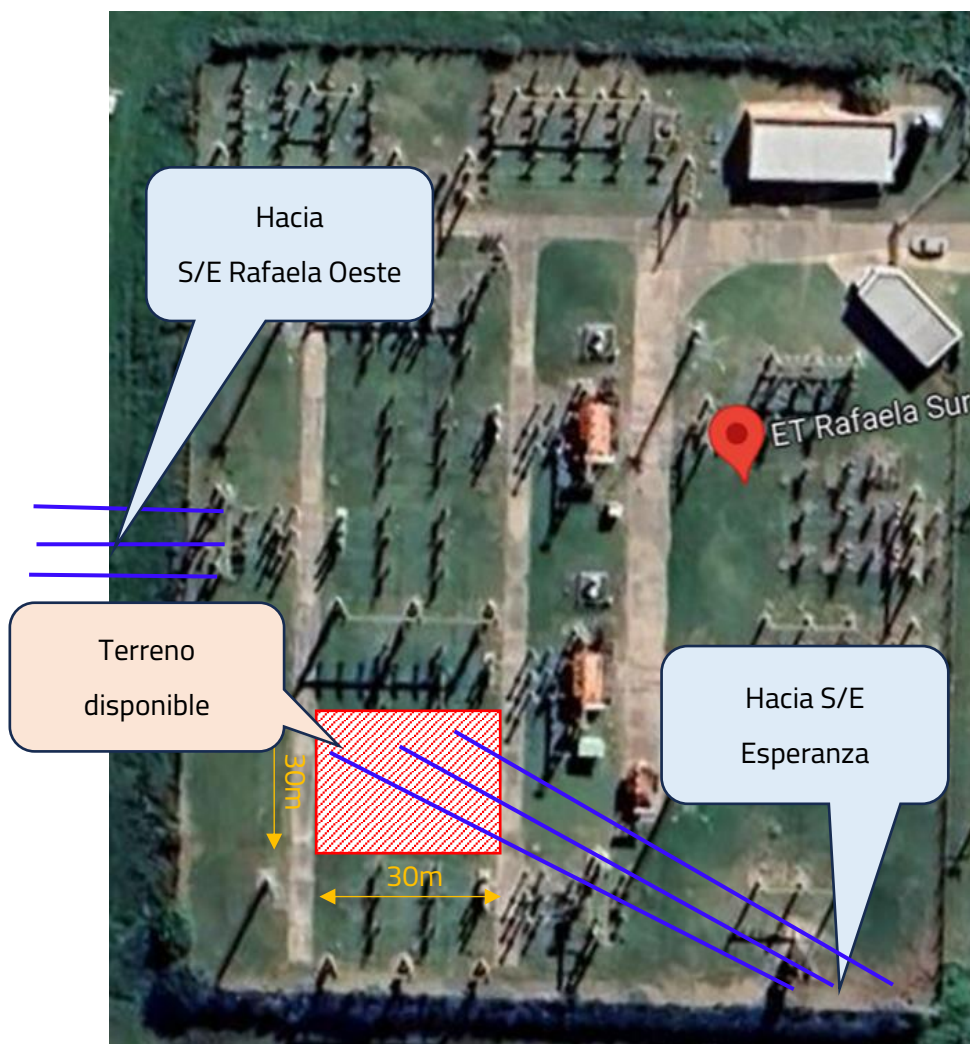 Hacia
S/E Rafaela Oeste
ET Rafaela Sur
Terreno
disponible
Hacia S/E
Esperanza
30m
30m